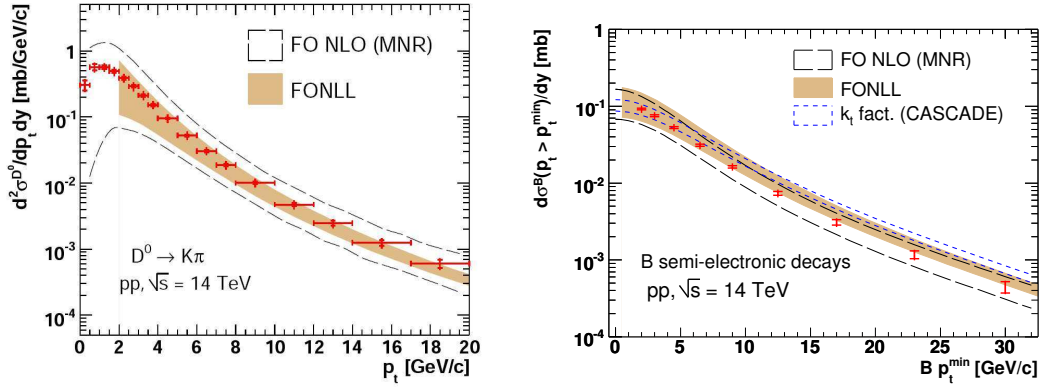 d²σ^D⁰/dp_t dy [mb/GeV/c]
1
10⁻¹
10⁻²
10⁻³
10⁻⁴
FO NLO (MNR)
FONLL
D⁰ → Kπ
pp, √s = 14 TeV
0 2 4 6 8 10 12 14 16 18 20
p_t [GeV/c]
dσ^B(p_t > p_t^min)/dy [mb]
1
10⁻¹
10⁻²
10⁻³
10⁻⁴
FO NLO (MNR)
FONLL
k_t fact. (CASCADE)
B semi-electronic decays
pp, √s = 14 TeV
0 5 10 15 20 25 30
B p_t^min [GeV/c]